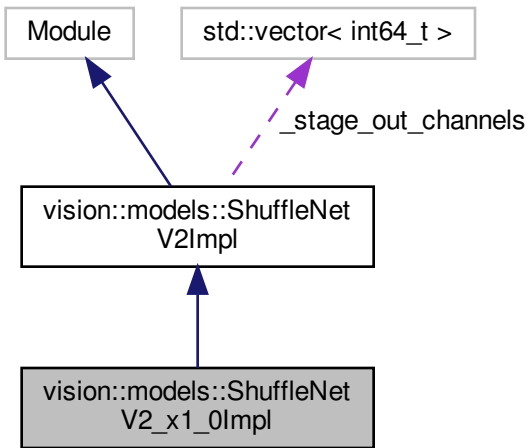 Module
std::vector< int64_t >
_stage_out_channels
vision::models::ShuffleNet
V2Impl
vision::models::ShuffleNet
V2_x1_0Impl